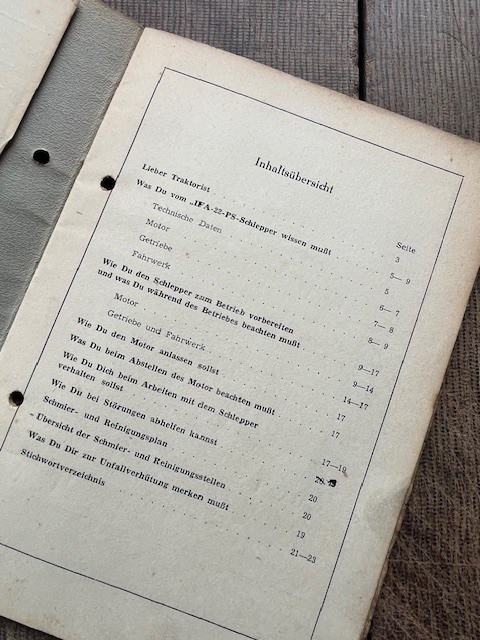 Inhaltsübersicht
Seite
Lieber Traktorist . . . 3
Was Du vom „IFA-22-PS-Schlepper wissen mußt . . . 5—9
Technische Daten . . . 5
Motor . . . 6—7
Getriebe . . . 7—8
Fahrwerk . . . 8—9
Wie Du den Schlepper zum Betrieb vorbereiten
und was Du während des Betriebes beachten mußt . . . 9—17
Motor . . . 9—14
Getriebe und Fahrwerk . . . 14—17
Wie Du den Motor anlassen sollst . . . 17
Was Du beim Abstellen des Motor beachten mußt . . . 17
Wie Du Dich beim Arbeiten mit dem Schlepper
verhalten sollst . . . 17—19
Wie Du bei Störungen abhelfen kannst . . .
Schmier- und Reinigungsplan . . . 20
Übersicht der Schmier- und Reinigungsstellen . . . 20
Was Du Dir zur Unfallverhütung merken mußt . . . 19
Stichwortverzeichnis . . . 21—23